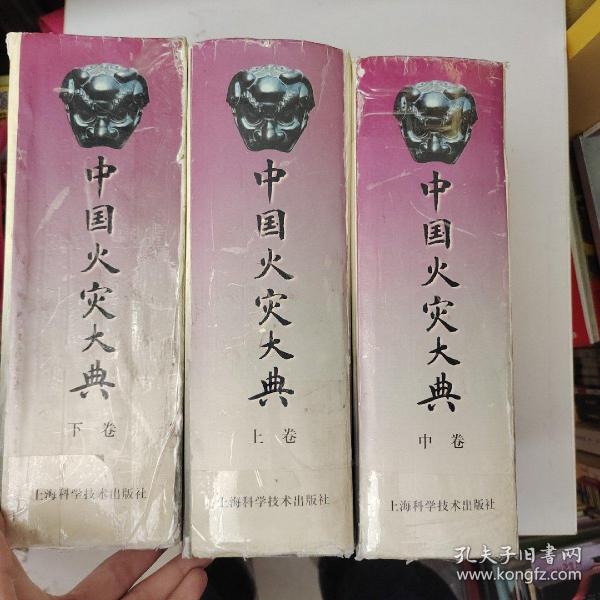 中国火灾大典
下卷
上海科学技术出版社
中国火灾大典
上卷
上海科学技术出版社
中国火灾大典
中卷
上海科学技术出版社
孔夫子旧书网
www.kongfz.com